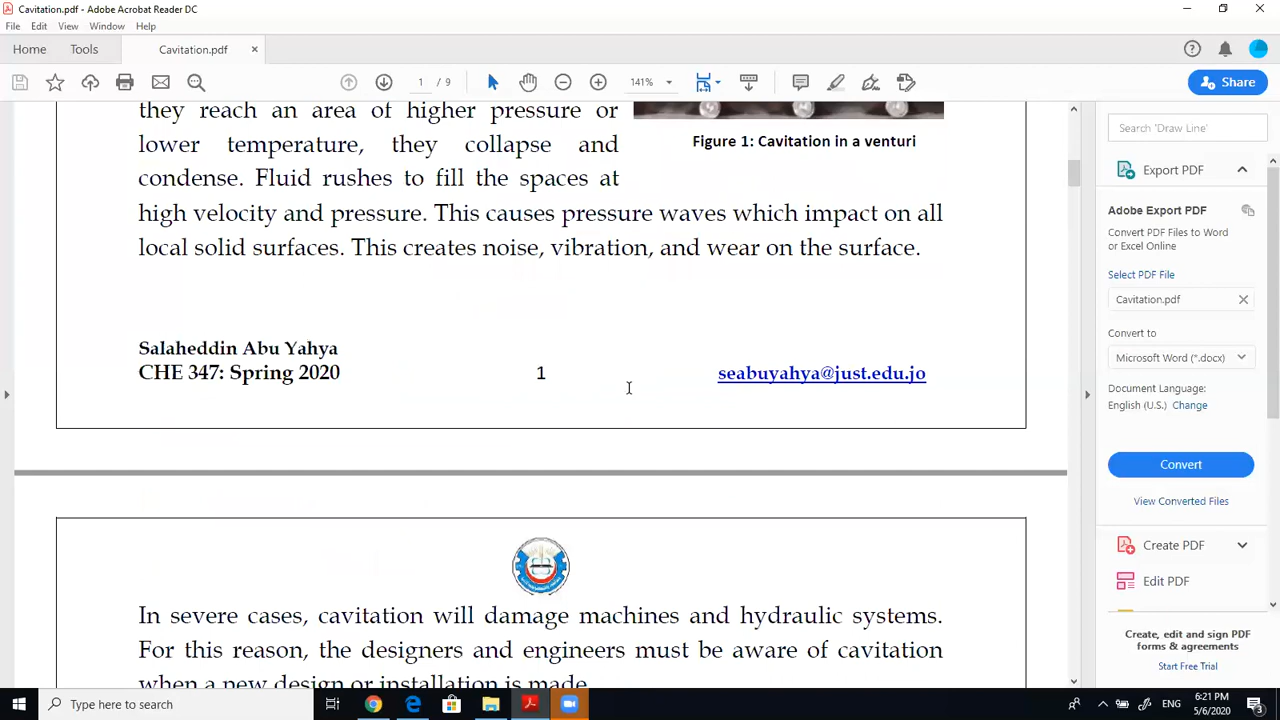 Cavitation.pdf - Adobe Acrobat Reader DC
File Edit View Window Help
Home Tools Cavitation.pdf ×
1 / 9 141% Share
they reach an area of higher pressure or
lower temperature, they collapse and
condense. Fluid rushes to fill the spaces at
high velocity and pressure. This causes pressure waves which impact on all
local solid surfaces. This creates noise, vibration, and wear on the surface.
Figure 1: Cavitation in a venturi
Salaheddin Abu Yahya
CHE 347: Spring 2020 1 seabuyahya@just.edu.jo
In severe cases, cavitation will damage machines and hydraulic systems.
For this reason, the designers and engineers must be aware of cavitation
when a new design or installation is made
Search 'Draw Line'
Export PDF
Adobe Export PDF
Convert PDF Files to Word
or Excel Online
Select PDF File
Cavitation.pdf
Convert to
Microsoft Word (*.docx)
Document Language:
English (U.S.) Change
Convert
View Converted Files
Create PDF
Edit PDF
Create, edit and sign PDF
forms & agreements
Start Free Trial
Type here to search
ENG
6:21 PM
5/6/2020
3